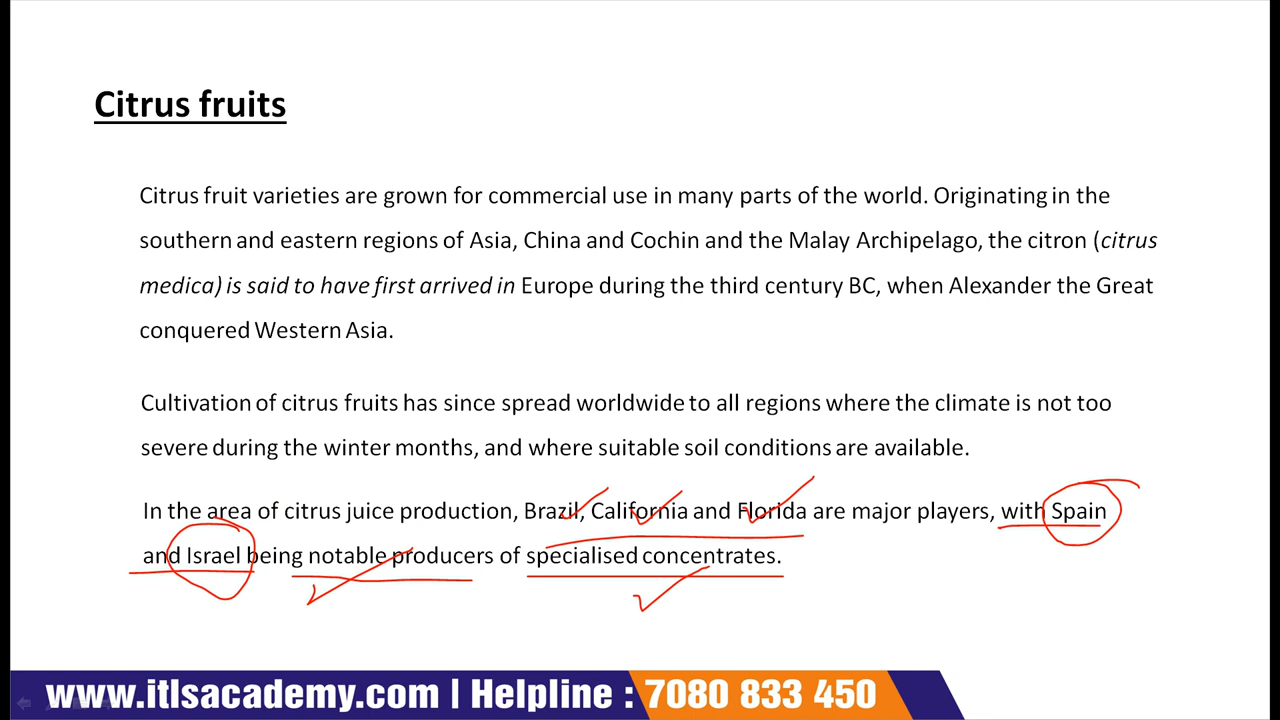 Citrus fruits
Citrus fruit varieties are grown for commercial use in many parts of the world. Originating in the
southern and eastern regions of Asia, China and Cochin and the Malay Archipelago, the citron (citrus
medica) is said to have first arrived in Europe during the third century BC, when Alexander the Great
conquered Western Asia.
Cultivation of citrus fruits has since spread worldwide to all regions where the climate is not too
severe during the winter months, and where suitable soil conditions are available.
In the area of citrus juice production, Brazil, California and Florida are major players, with Spain
and Israel being notable producers of specialised concentrates.
www.itlsacademy.com | Helpline : 7080 833 450